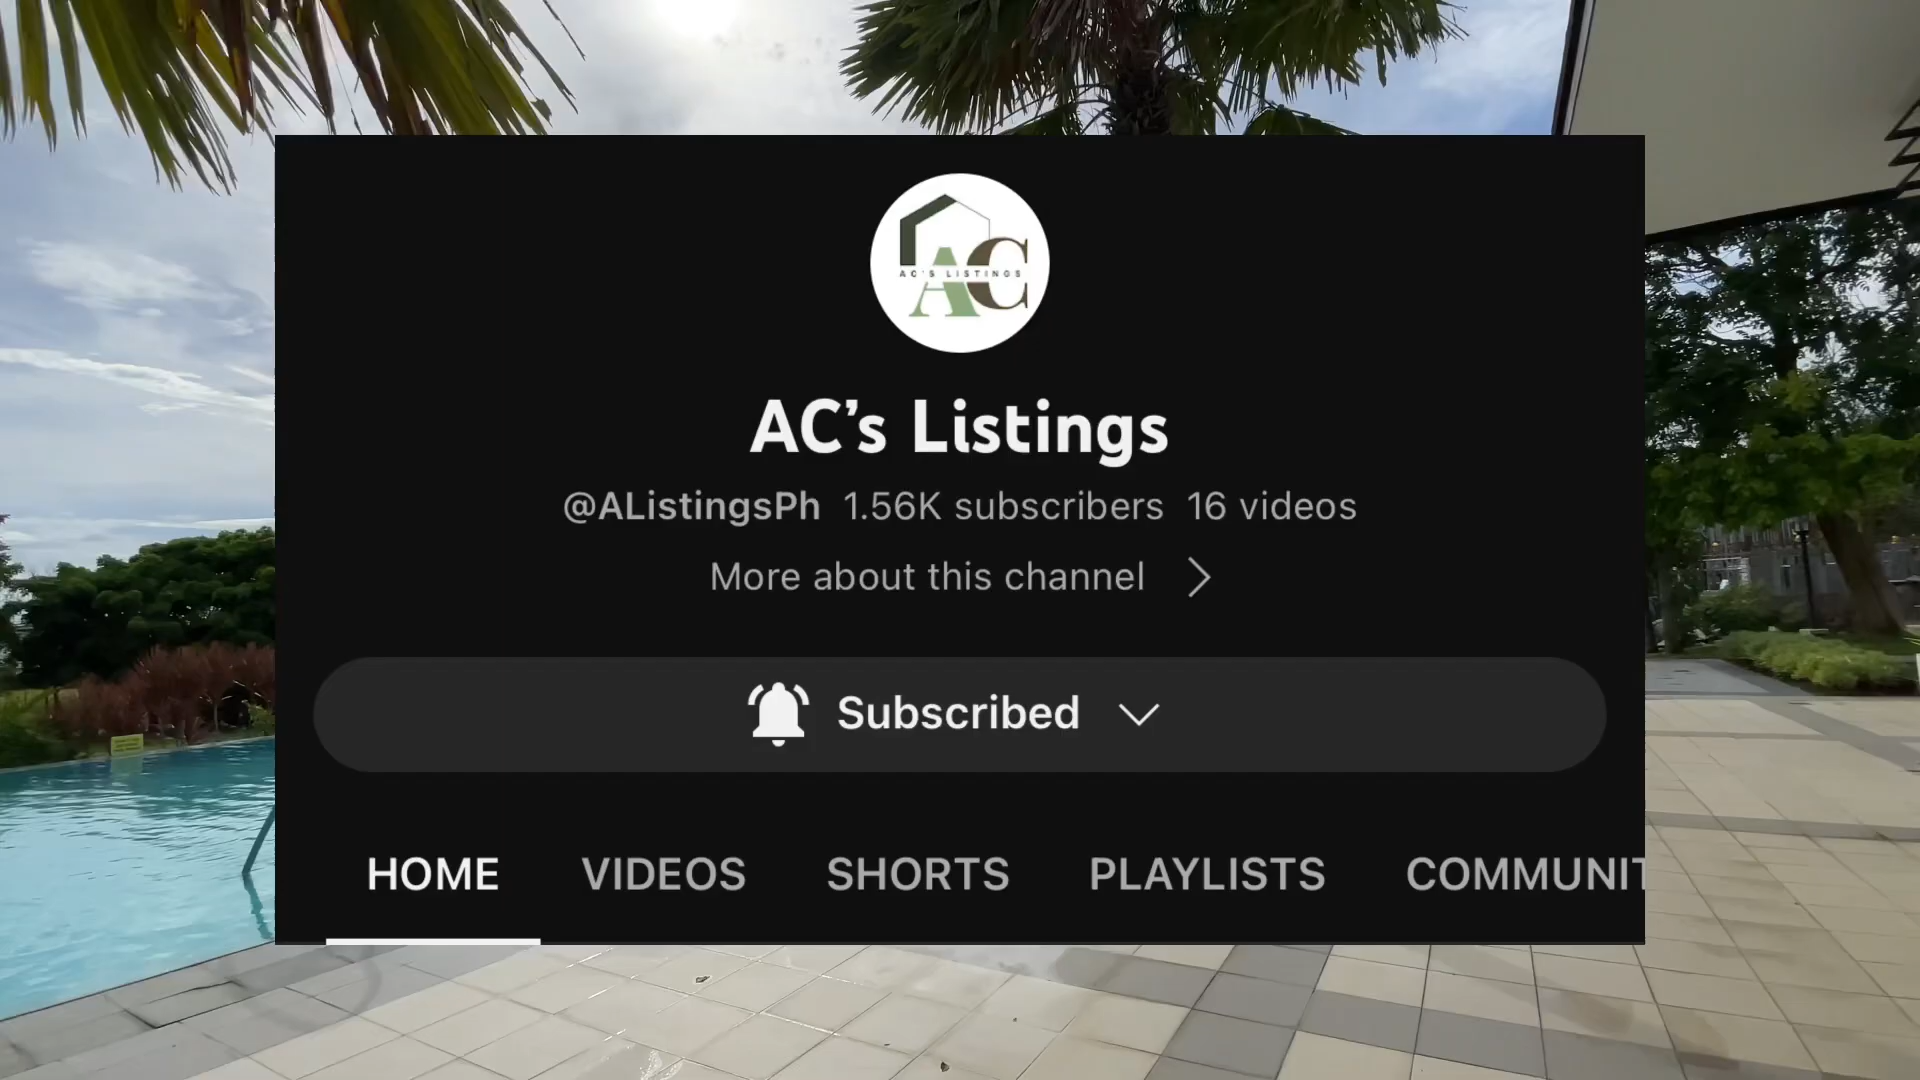 AC'S LISTINGS
AC
AC's Listings
@AListingsPh 1.56K subscribers 16 videos
More about this channel
Subscribed
HOME VIDEOS SHORTS PLAYLISTS COMMUNIT